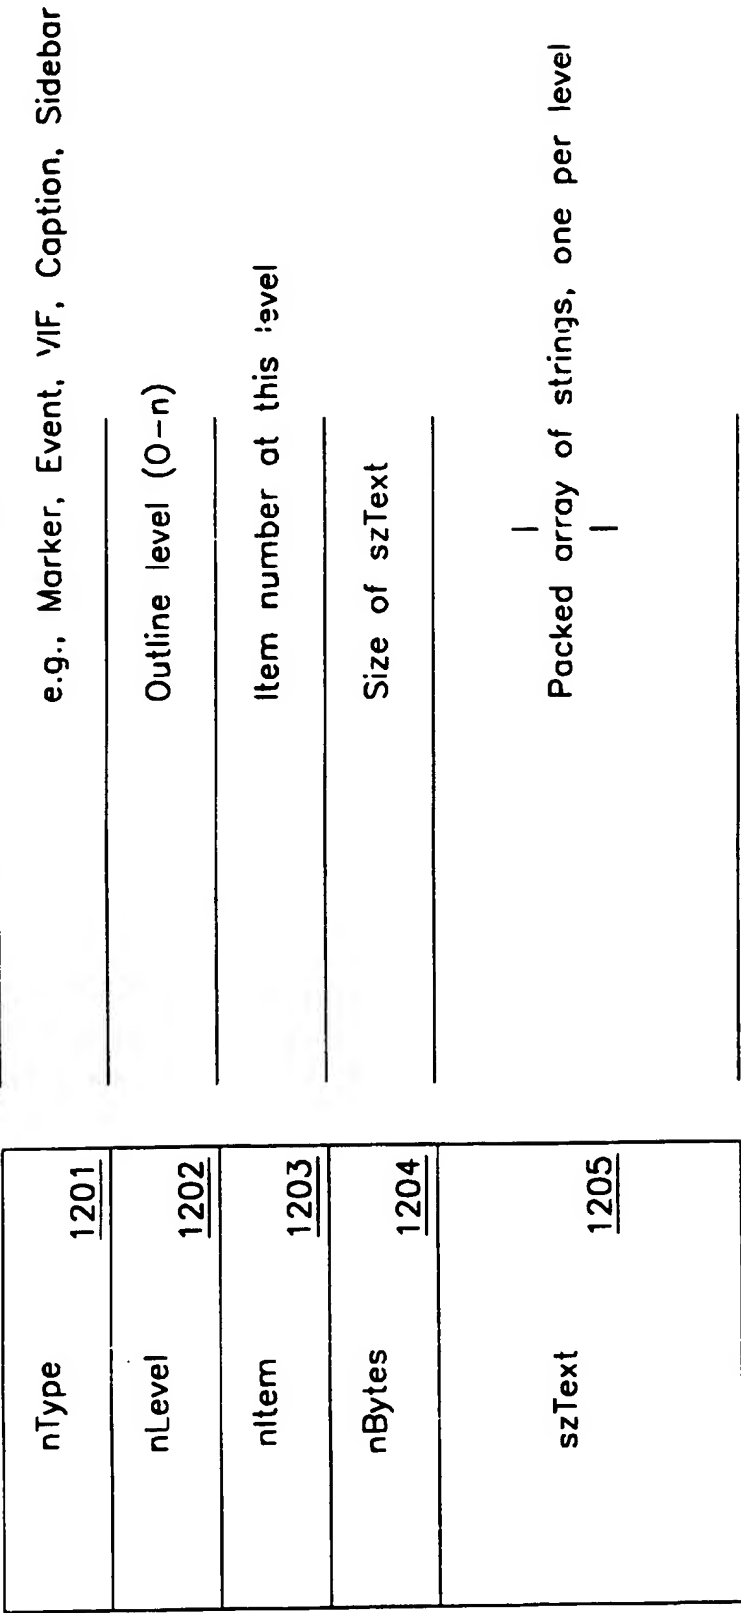 nType 1201 e.g., Marker, Event, VIF, Caption, Sidebar
nLevel 1202 Outline level (0-n)
nItem 1203 Item number at this level
nBytes 1204 Size of szText
szText 1205 Packed array of strings, one per level